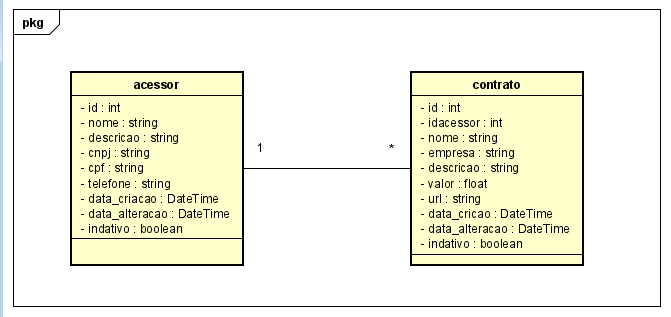 pkg
acessor
- id : int
- nome : string
- descricao : string
- cnpj : string
- cpf : string
- telefone : string
- data_criacao : DateTime
- data_alteracao : DateTime
- indativo : boolean
1
*
contrato
- id : int
- idacessor : int
- nome : string
- empresa : string
- descricao : string
- valor : float
- url : string
- data_cricao : DateTime
- data_alteracao : DateTime
- indativo : boolean